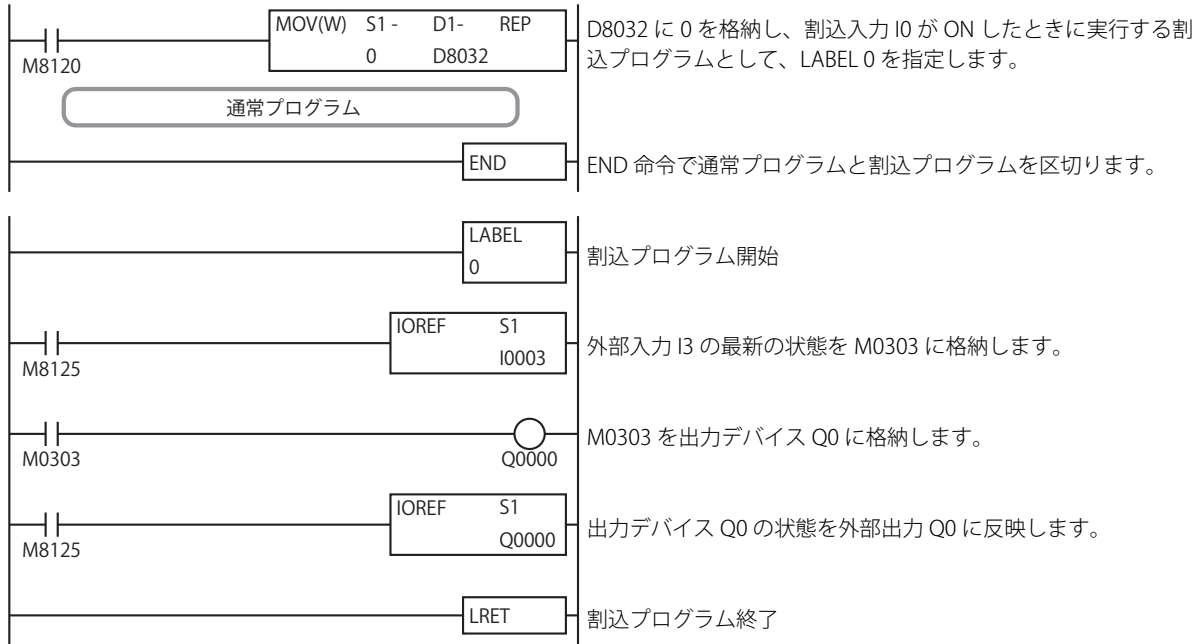 MOV(W) S1 - D1- REP
0 D8032
M8120
D8032 に 0 を格納し、割込入力 I0 が ON したときに実行する割
込プログラムとして、LABEL 0 を指定します。
通常プログラム
END
END 命令で通常プログラムと割込プログラムを区切ります。
LABEL
0
割込プログラム開始
IOREF S1
I0003
M8125
外部入力 I3 の最新の状態を M0303 に格納します。
M0303
Q0000
M0303 を出力デバイス Q0 に格納します。
IOREF S1
Q0000
M8125
出力デバイス Q0 の状態を外部出力 Q0 に反映します。
LRET
割込プログラム終了